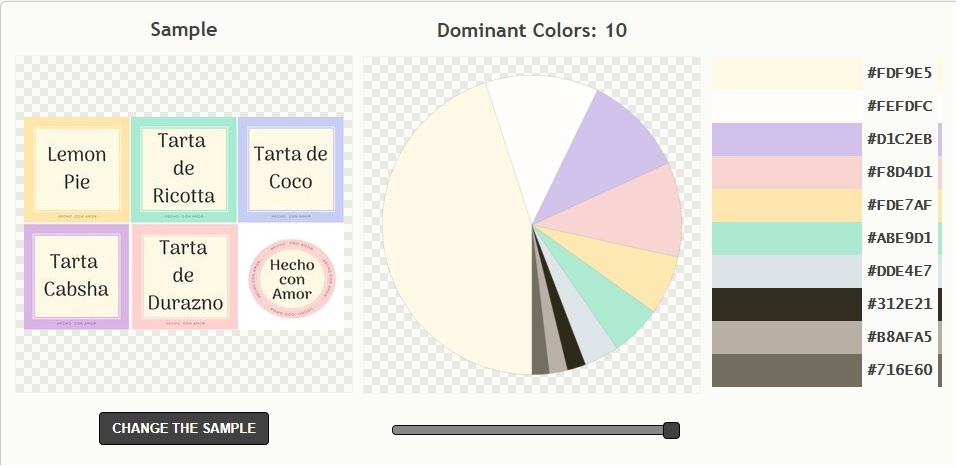 Sample
Dominant Colors: 10
Lemon
Pie
HECHO CON AMOR
Tarta
de
Ricotta
HECHO CON AMOR
Tarta de
Coco
HECHO CON AMOR
Tarta
Cabsha
HECHO CON AMOR
Tarta
de
Durazno
HECHO CON AMOR
Hecho
con
Amor
#FDF9E5
#FEFDFC
#D1C2EB
#F8D4D1
#FDE7AF
#ABE9D1
#DDE4E7
#312E21
#B8AFA5
#716E60
CHANGE THE SAMPLE